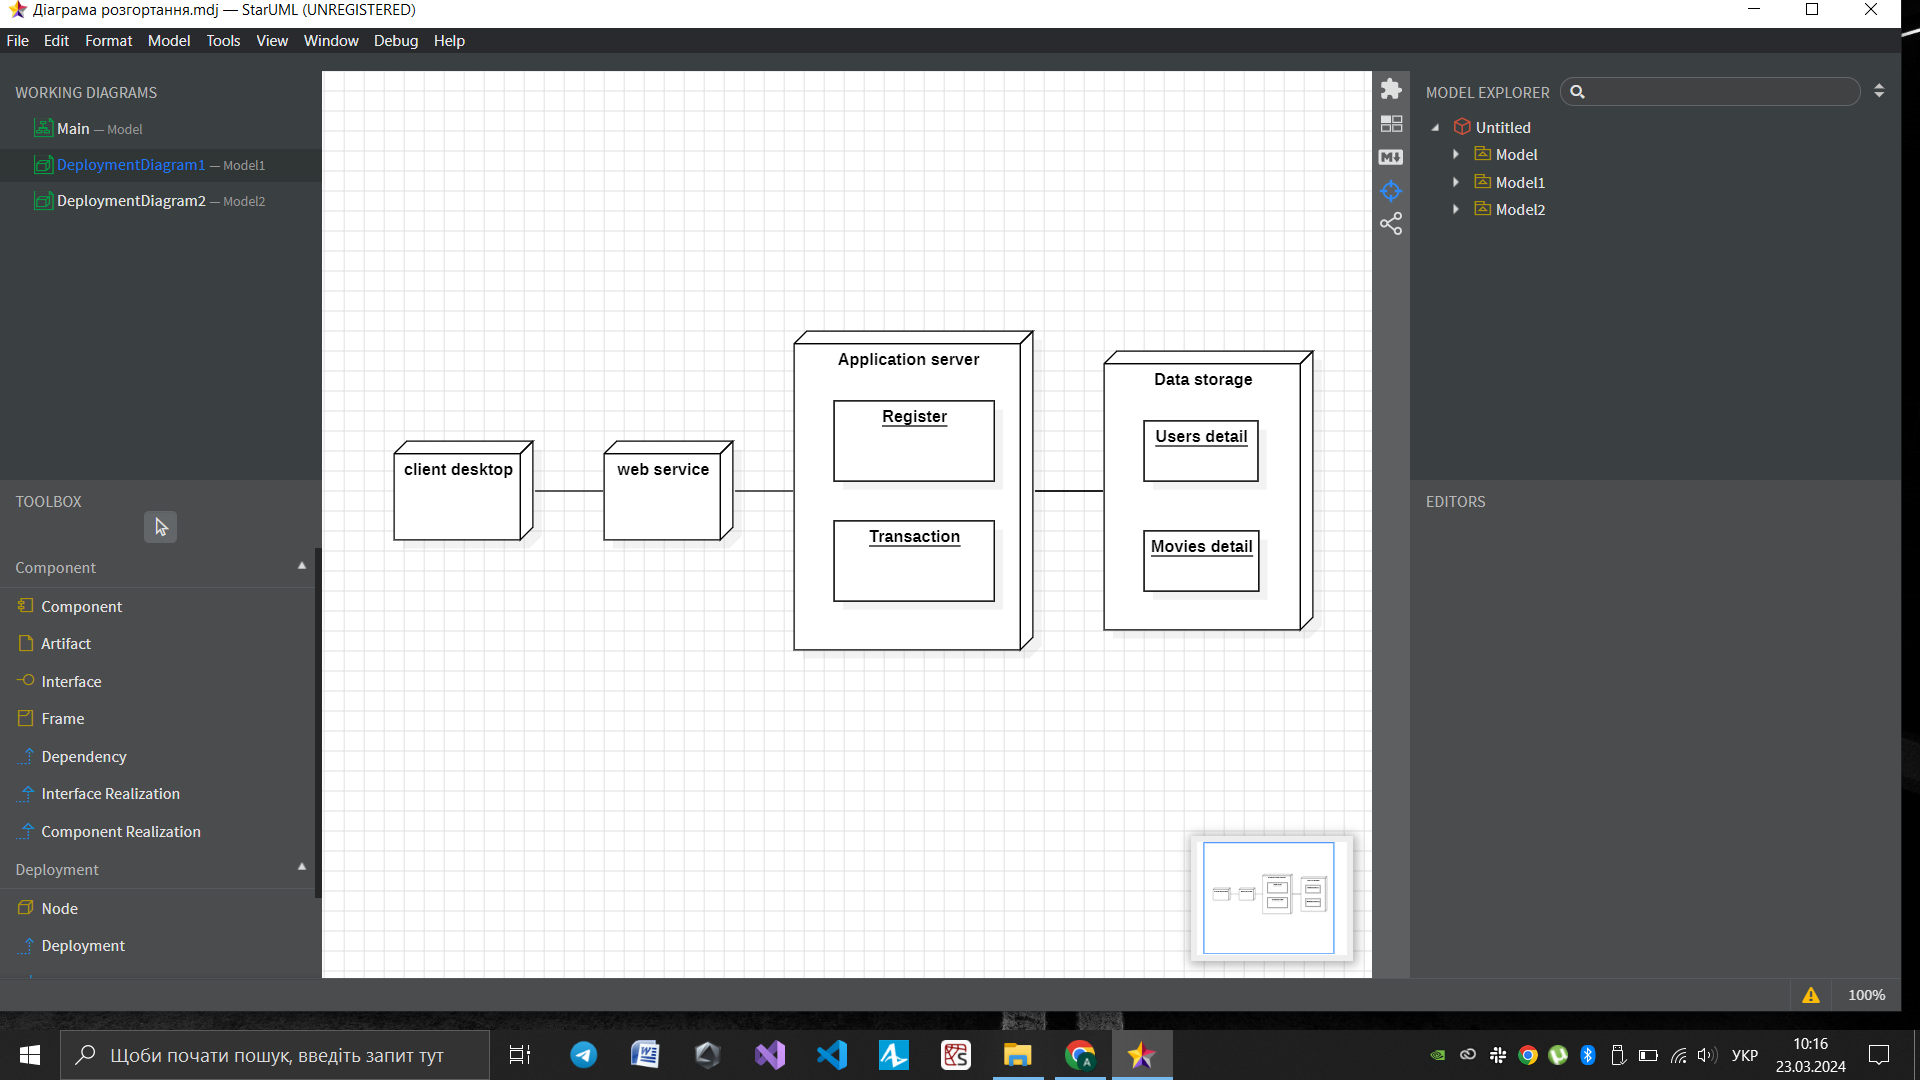 Діаграма розгортання.mdj — StarUML (UNREGISTERED)
File Edit Format Model Tools View Window Debug Help
WORKING DIAGRAMS
Main — Model
DeploymentDiagram1 — Model1
DeploymentDiagram2 — Model2
TOOLBOX
Component
Component
Artifact
Interface
Frame
Dependency
Interface Realization
Component Realization
Deployment
Node
Deployment
client desktop
web service
Application server
Register
Transaction
Data storage
Users detail
Movies detail
MODEL EXPLORER
Untitled
Model
Model1
Model2
EDITORS
100%
Щоби почати пошук, введіть запит тут
УКР
10:16
23.03.2024